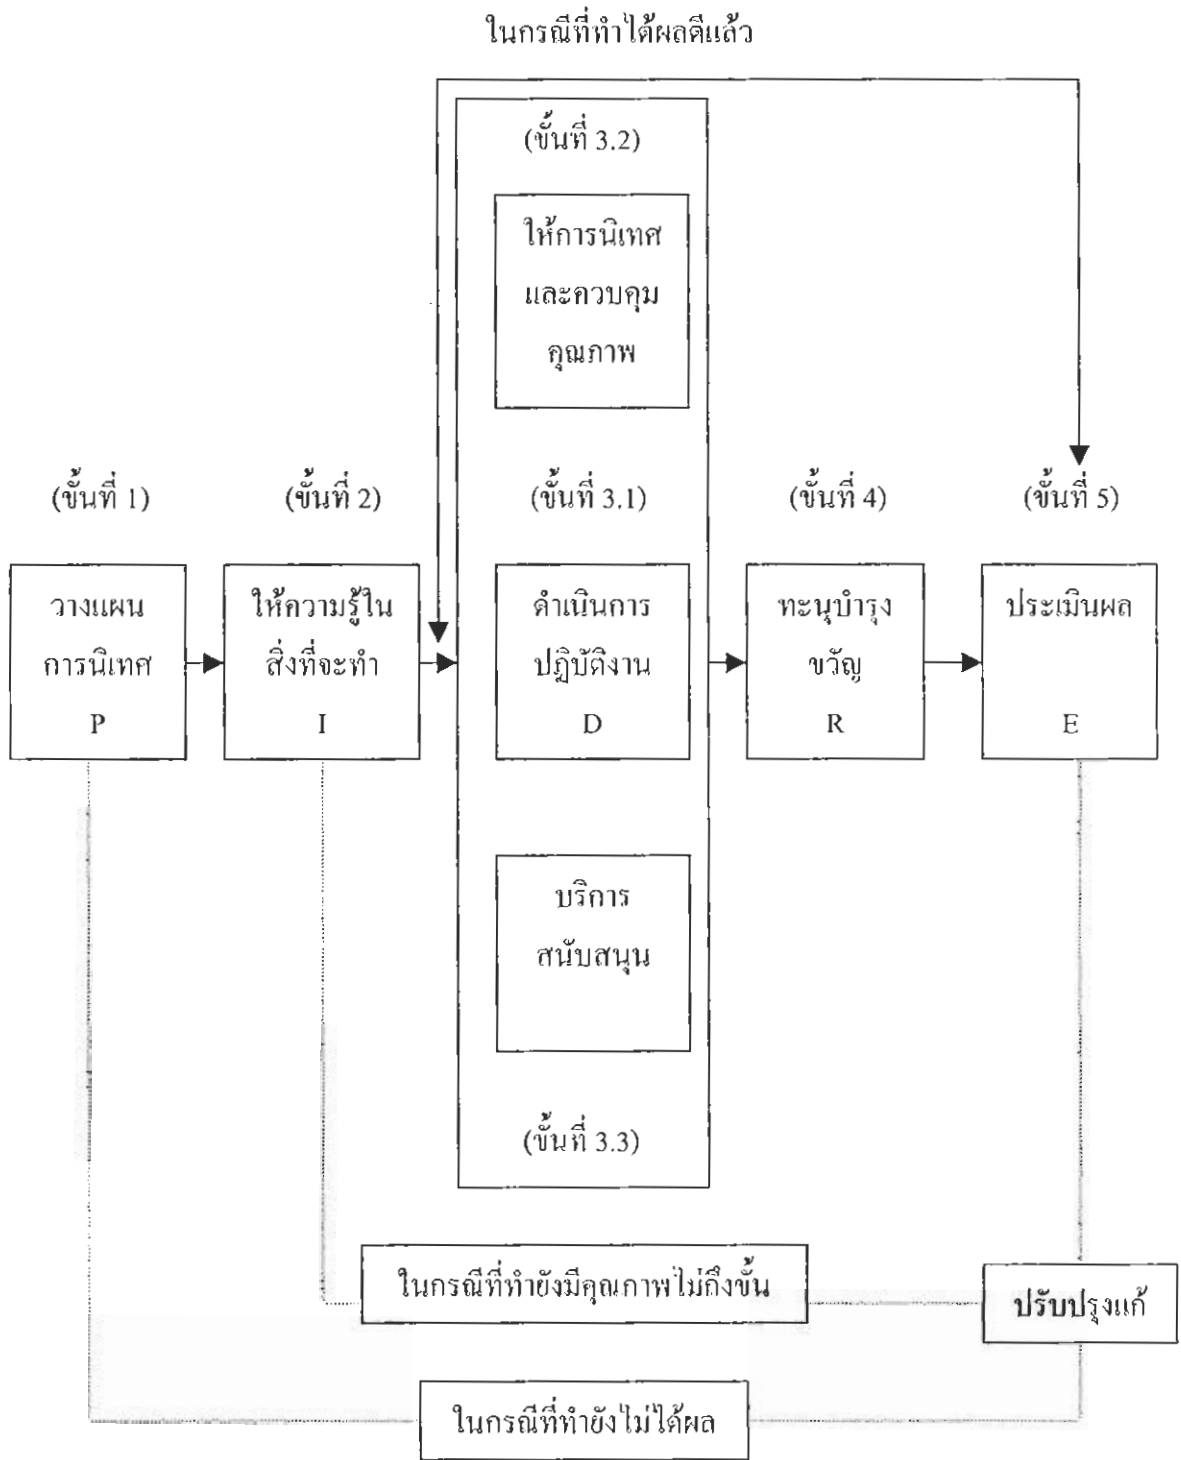 ในกรณีที่ทำได้ผลดีแล้ว
(ขั้นที่ 3.2)
ให้การนิเทศ
และควบคุม
คุณภาพ
(ขั้นที่ 1)
(ขั้นที่ 2)
(ขั้นที่ 3.1)
(ขั้นที่ 4)
(ขั้นที่ 5)
วางแผน
การนิเทศ
P
ให้ความรู้ใน
สิ่งที่จะทำ
I
ดำเนินการ
ปฏิบัติงาน
D
ทะนุบำรุง
ขวัญ
R
ประเมินผล
E
บริการ
สนับสนุน
(ขั้นที่ 3.3)
ในกรณีที่ทำยังมีคุณภาพไม่ถึงขั้น
ปรับปรุงแก้
ในกรณีที่ทำยังไม่ได้ผล